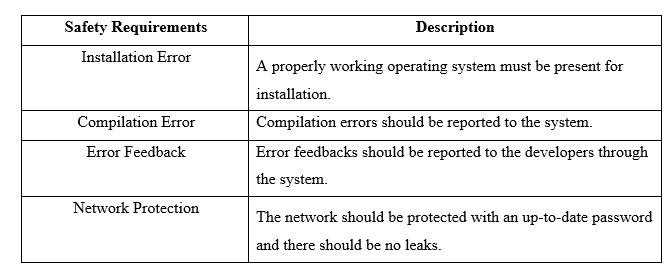 Safety Requirements Description
Installation Error
A properly working operating system must be present for
installation.
Compilation Error Compilation errors should be reported to the system.
Error Feedback Error feedbacks should be reported to the developers through
the system.
Network Protection
The network should be protected with an up-to-date password
and there should be no leaks.